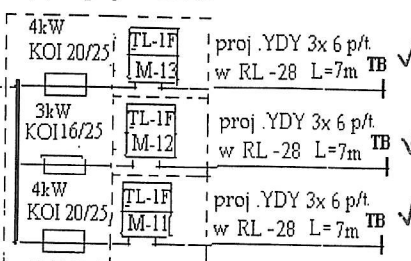 4kW
KOI 20/25
TL-1F
M-13
proj .YDY 3x 6 p/t.
w RL -28 L=7m TB
3kW
KOI16/25
TL-1F
M-12
proj .YDY 3x 6 p/t.
w RL -28 L=7m TB
4kW
KOI 20/25
TL-1F
M-11
proj .YDY 3x 6 p/t.
w RL -28 L=7m TB